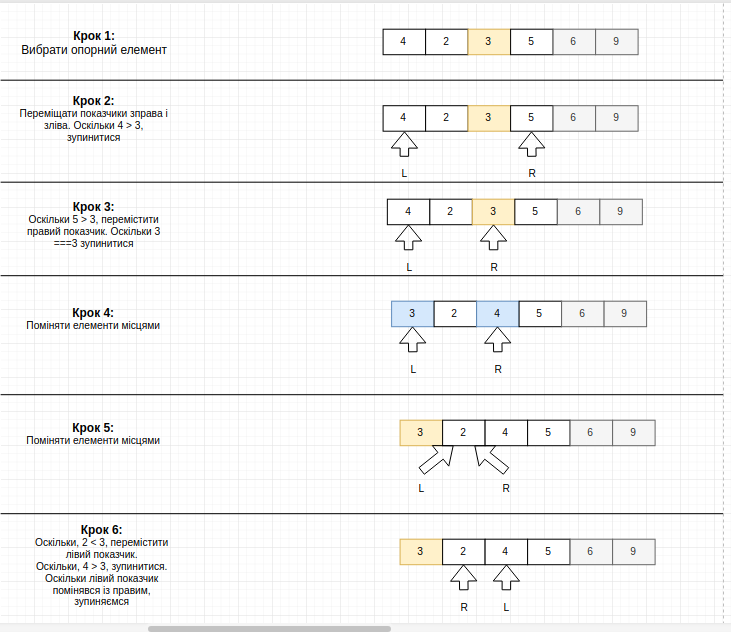 Крок 1:
Вибрати опорний елемент
4 2 3 5 6 9
Крок 2:
Переміщати показчики зправа і
зліва. Оскільки 4 > 3,
зупинитися
4 2 3 5 6 9
L R
Крок 3:
Оскільки 5 > 3, перемістити
правий показчик. Оскільки 3
===3 зупинитися
4 2 3 5 6 9
L R
Крок 4:
Поміняти елементи місцями
3 2 4 5 6 9
L R
Крок 5:
Поміняти елементи місцями
3 2 4 5 6 9
L R
Крок 6:
Оскільки, 2 < 3, перемістити
лівий показчик.
Оскільки, 4 > 3, зупинитися.
Оскільки лівий показчик
помінявся із правим,
зупиняємся
3 2 4 5 6 9
R L